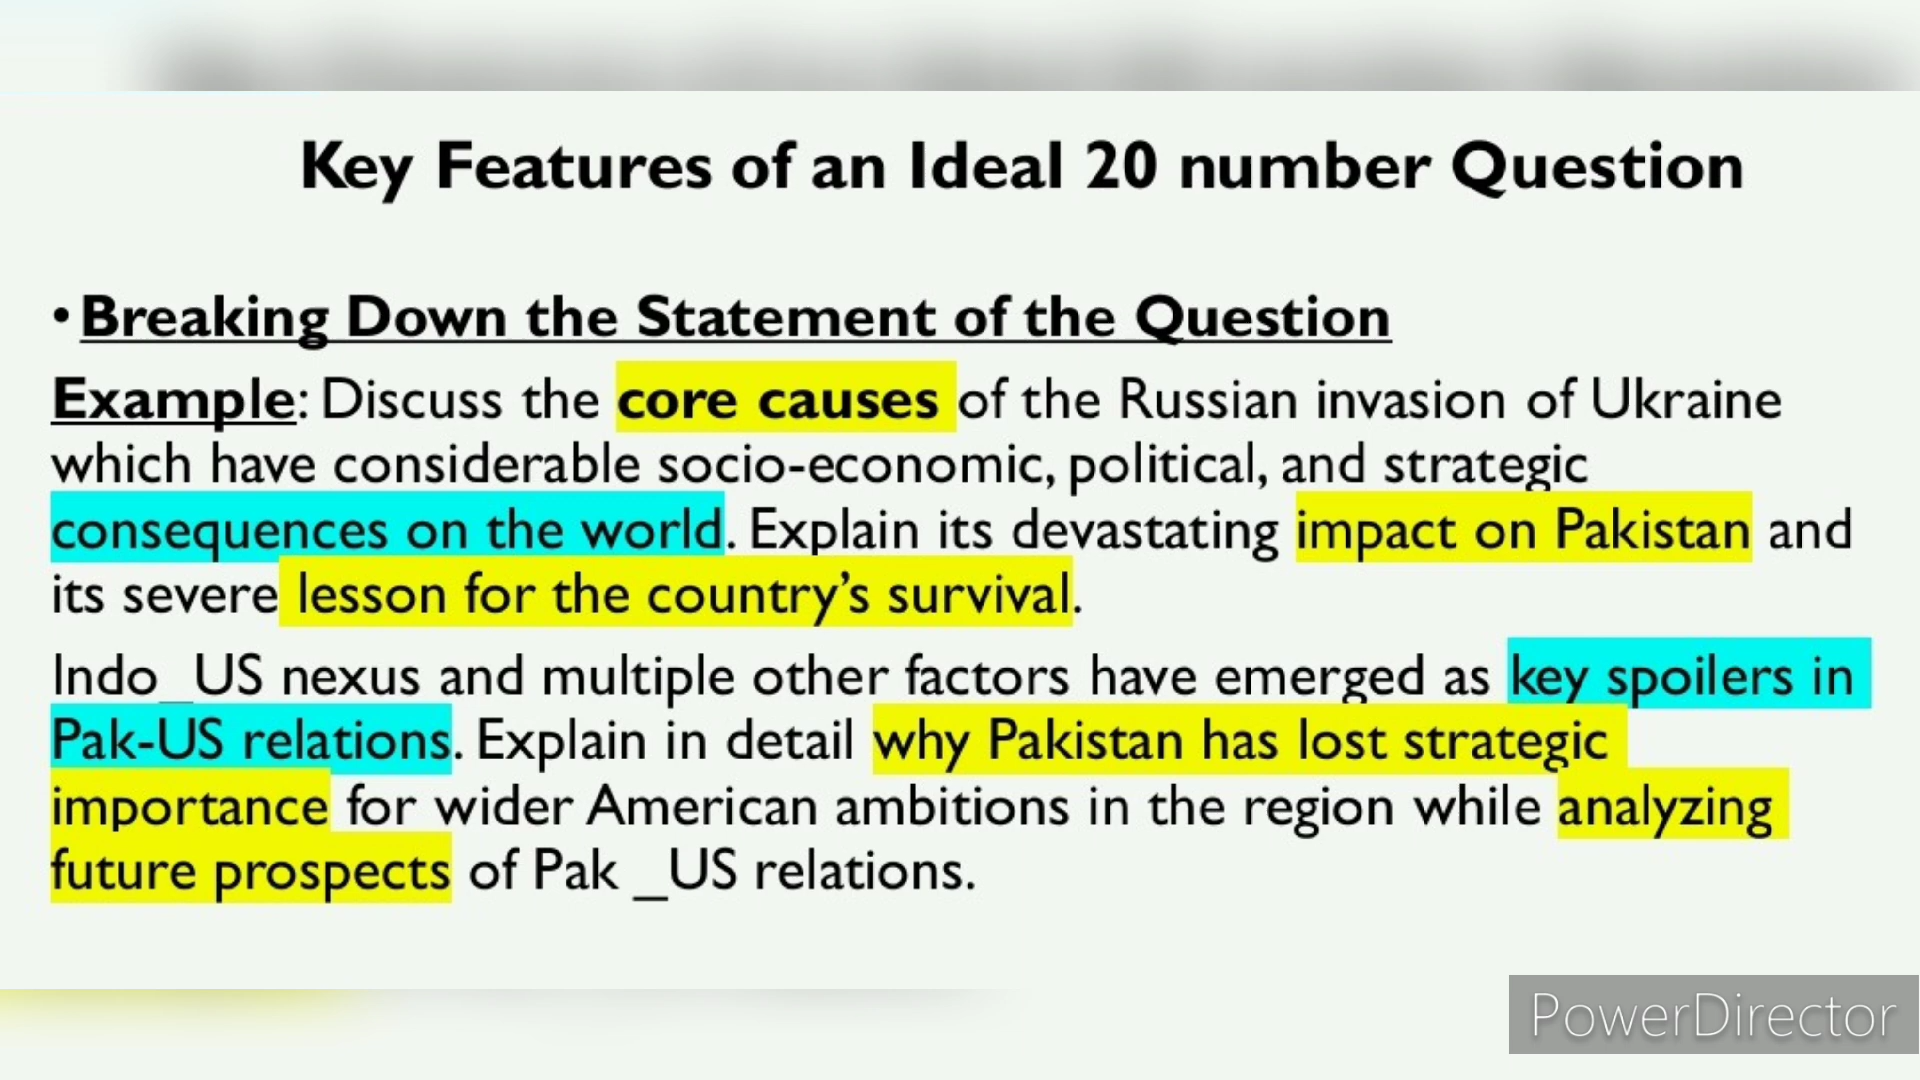 Key Features of an Ideal 20 number Question
• Breaking Down the Statement of the Question
Example: Discuss the core causes of the Russian invasion of Ukraine
which have considerable socio-economic, political, and strategic
consequences on the world. Explain its devastating impact on Pakistan and
its severe lesson for the country’s survival.
Indo_US nexus and multiple other factors have emerged as key spoilers in
Pak-US relations. Explain in detail why Pakistan has lost strategic
importance for wider American ambitions in the region while analyzing
future prospects of Pak _US relations.
PowerDirector